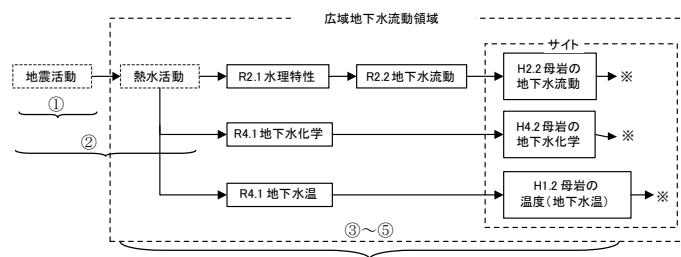 広域地下水流動領域
サイト
地震活動
熱水活動
R2.1 水理特性
R2.2 地下水流動
H2.2 母岩の
地下水流動
※
①
R4.1 地下水化学
H4.2 母岩の
地下水化学
※
②
R4.1 地下水温
H1.2 母岩の
温度(地下水温)
※
③~⑤